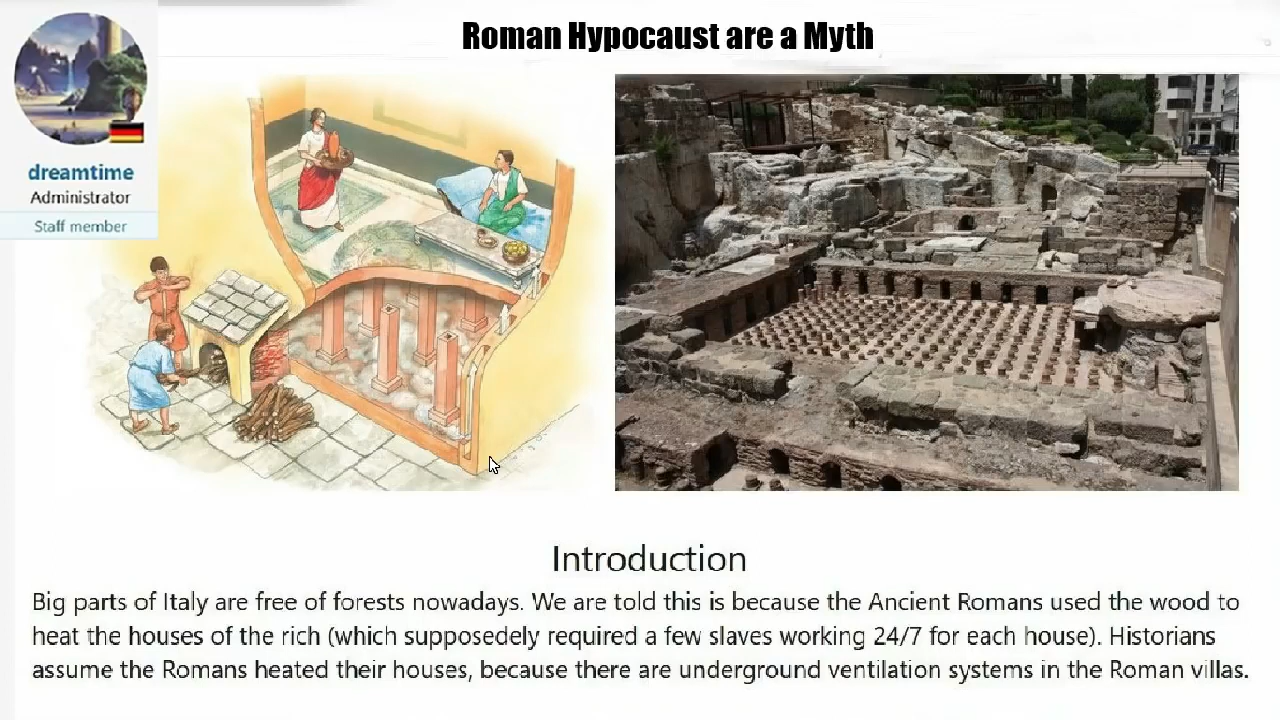 Roman Hypocaust are a Myth
dreamtime
Administrator
Staff member
Introduction
Big parts of Italy are free of forests nowadays. We are told this is because the Ancient Romans used the wood to
heat the houses of the rich (which supposedely required a few slaves working 24/7 for each house). Historians
assume the Romans heated their houses, because there are underground ventilation systems in the Roman villas.